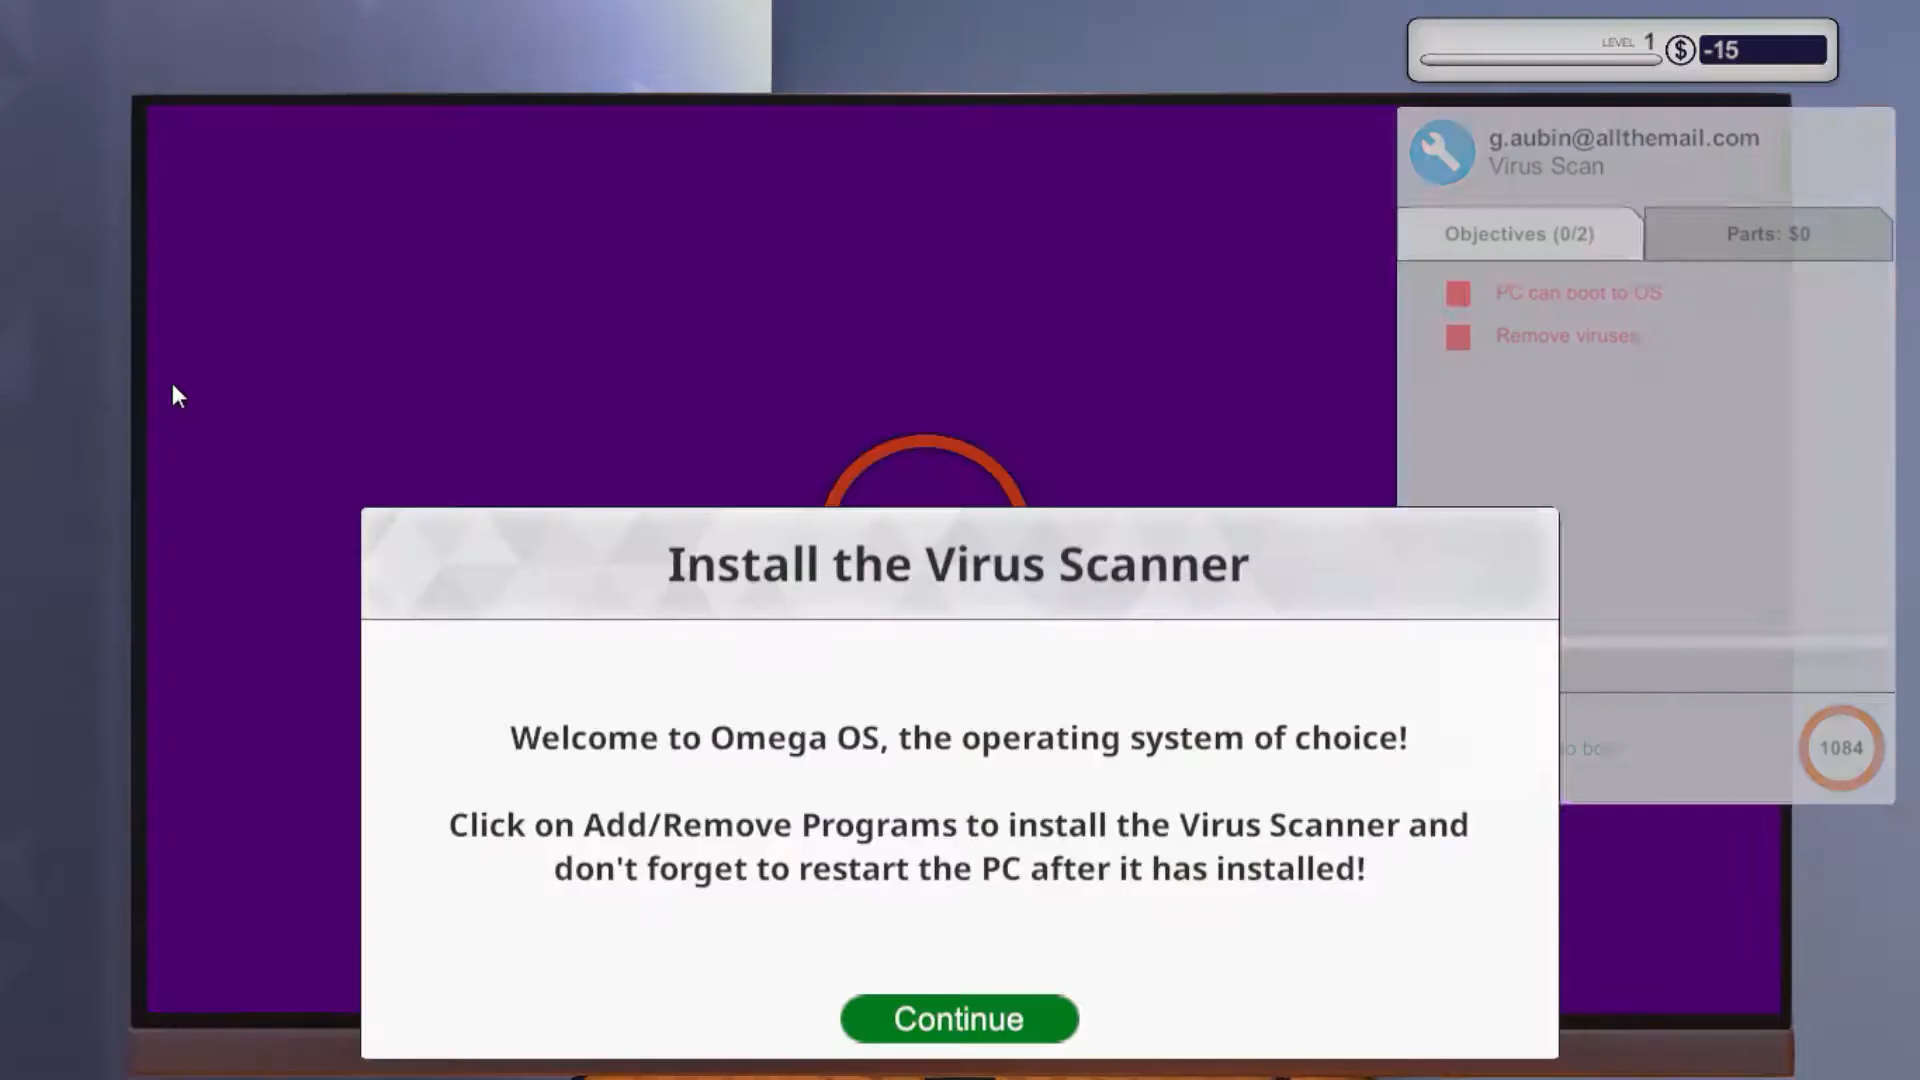 LEVEL 1 $ -15
g.aubin@allthemail.com
Virus Scan
Objectives (0/2)
Parts: $0
PC can boot to OS
Remove viruses
Install the Virus Scanner
Welcome to Omega OS, the operating system of choice!
Click on Add/Remove Programs to install the Virus Scanner and
don't forget to restart the PC after it has installed!
1084
Continue